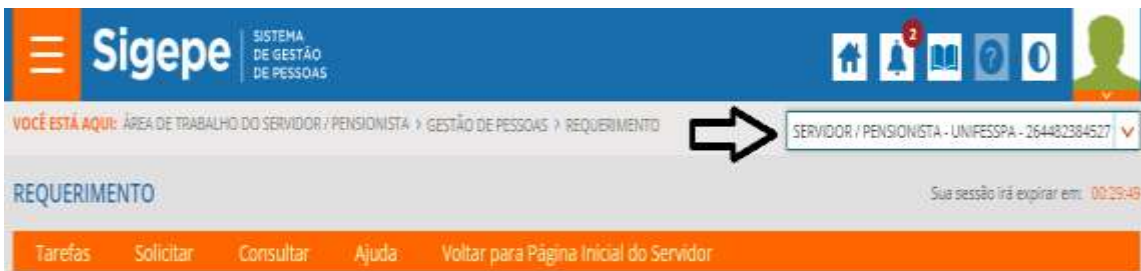 Sigepe
SISTEMA
DE GESTÃO
DE PESSOAS
2
?
VOCÊ ESTÁ AQUI: ÁREA DE TRABALHO DO SERVIDOR / PENSIONISTA > GESTÃO DE PESSOAS > REQUERIMENTO
SERVIDOR / PENSIONISTA - UNIFESSPA - 264482384527
REQUERIMENTO
Sua sessão irá expirar em: 00:29:49
Tarefas Solicitar Consultar Ajuda Voltar para Página Inicial do Servidor